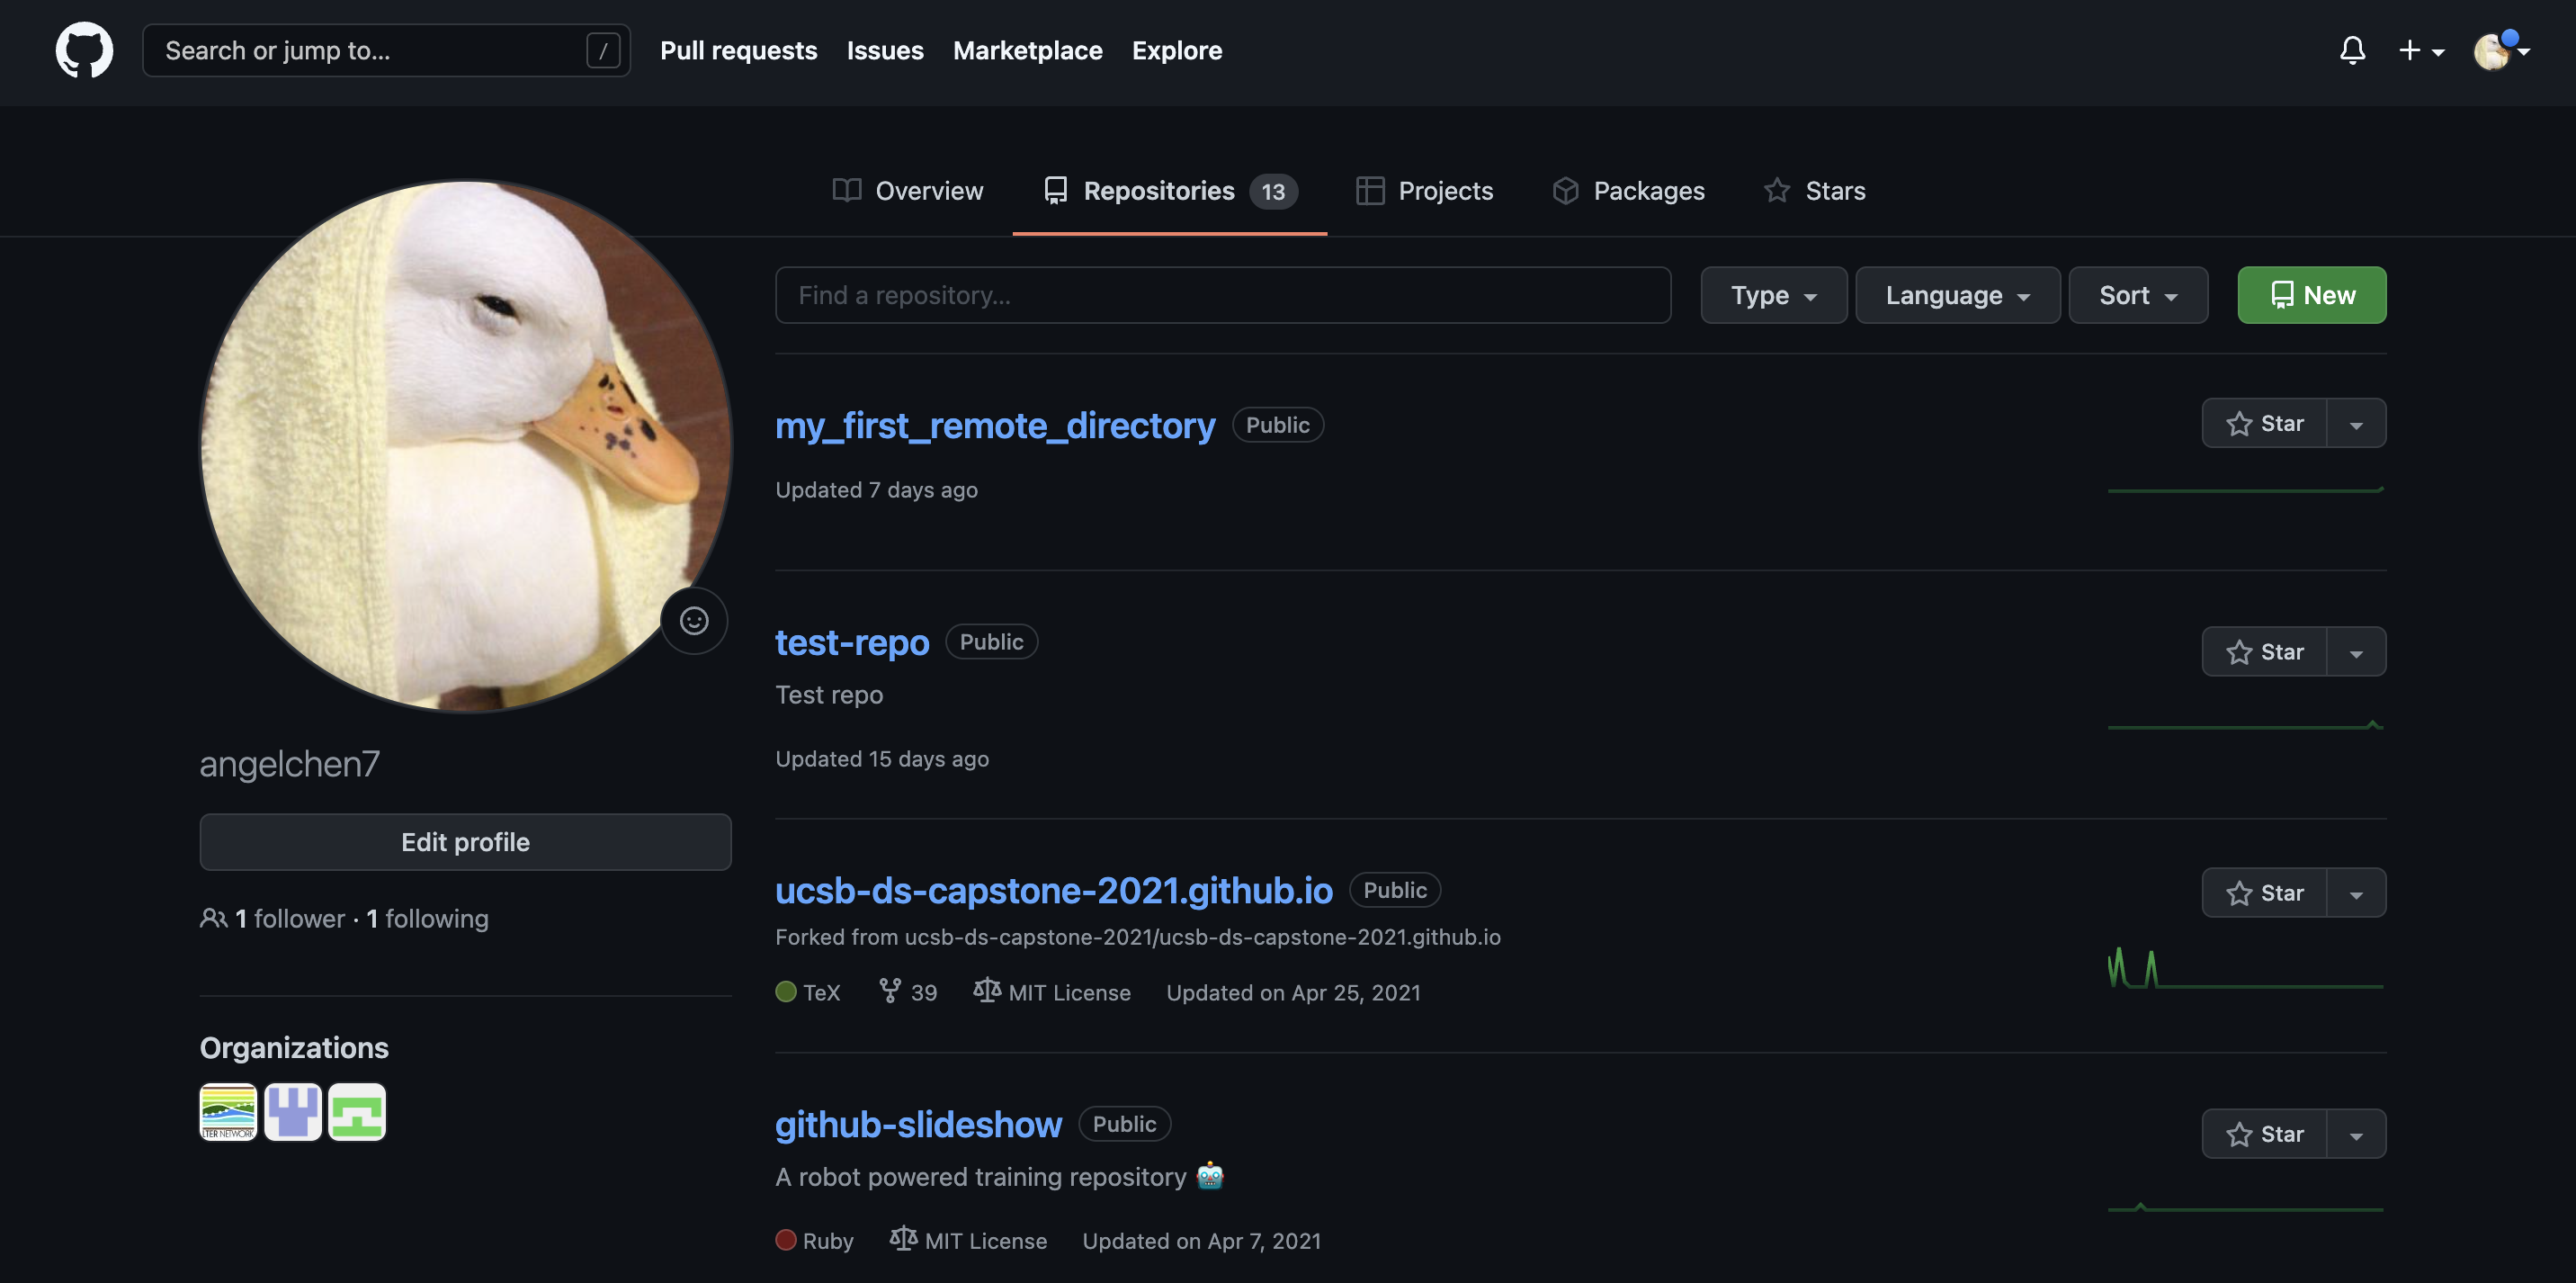 Search or jump to... /
Pull requests
Issues
Marketplace
Explore
Overview
Repositories 13
Projects
Packages
Stars
Find a repository...
Type
Language
Sort
New
my_first_remote_directory Public
Star
Updated 7 days ago
test-repo Public
Star
Test repo
Updated 15 days ago
angelchen7
Edit profile
1 follower · 1 following
Organizations
LTER NETWORK
ucsb-ds-capstone-2021.github.io Public
Star
Forked from ucsb-ds-capstone-2021/ucsb-ds-capstone-2021.github.io
TeX 39 MIT License Updated on Apr 25, 2021
github-slideshow Public
Star
A robot powered training repository 🤖
Ruby MIT License Updated on Apr 7, 2021